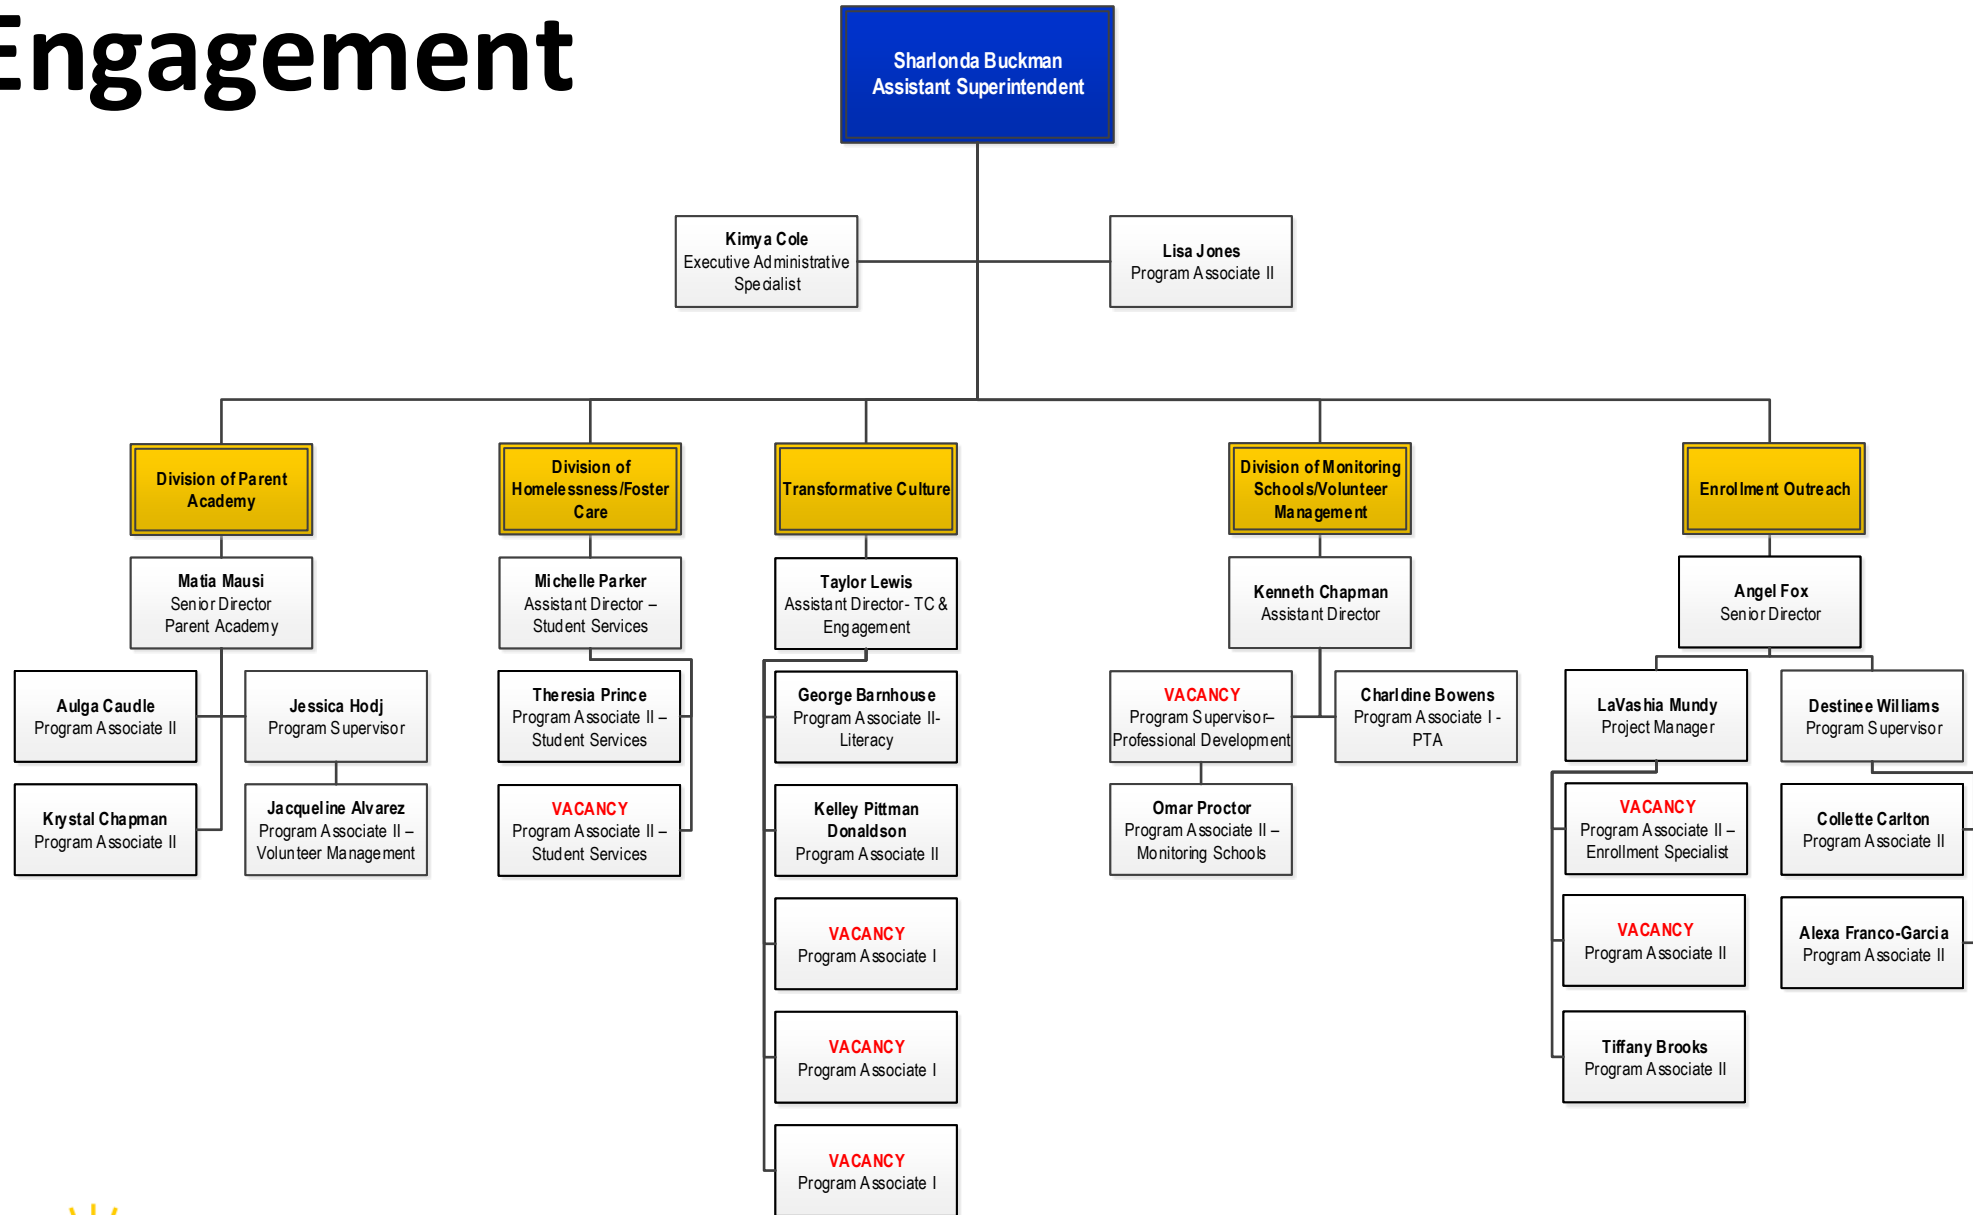 Engagement
Sharlonda Buckman
Assistant Superintendent
Kimya Cole
Executive Administrative
Specialist
Lisa Jones
Program Associate II
Division of Parent
Academy
Division of
Homelessness/Foster
Care
Transformative Culture
Division of Monitoring
Schools/Volunteer
Management
Enrollment Outreach
Matia Mausi
Senior Director
Parent Academy
Michelle Parker
Assistant Director –
Student Services
Taylor Lewis
Assistant Director- TC &
Engagement
Kenneth Chapman
Assistant Director
Angel Fox
Senior Director
Aulga Caudle
Program Associate II
Jessica Hodj
Program Supervisor
Theresia Prince
Program Associate II –
Student Services
George Barnhouse
Program Associate II-
Literacy
VACANCY
Program Supervisor–
Professional Development
Charldine Bowens
Program Associate I -
PTA
LaVashia Mundy
Project Manager
Destinee Williams
Program Supervisor
Krystal Chapman
Program Associate II
Jacqueline Alvarez
Program Associate II –
Volunteer Management
VACANCY
Program Associate II –
Student Services
Kelley Pittman
Donaldson
Program Associate II
Omar Proctor
Program Associate II –
Monitoring Schools
VACANCY
Program Associate II –
Enrollment Specialist
Collette Carlton
Program Associate II
VACANCY
Program Associate I
VACANCY
Program Associate II
Alexa Franco-Garcia
Program Associate II
VACANCY
Program Associate I
Tiffany Brooks
Program Associate II
VACANCY
Program Associate I